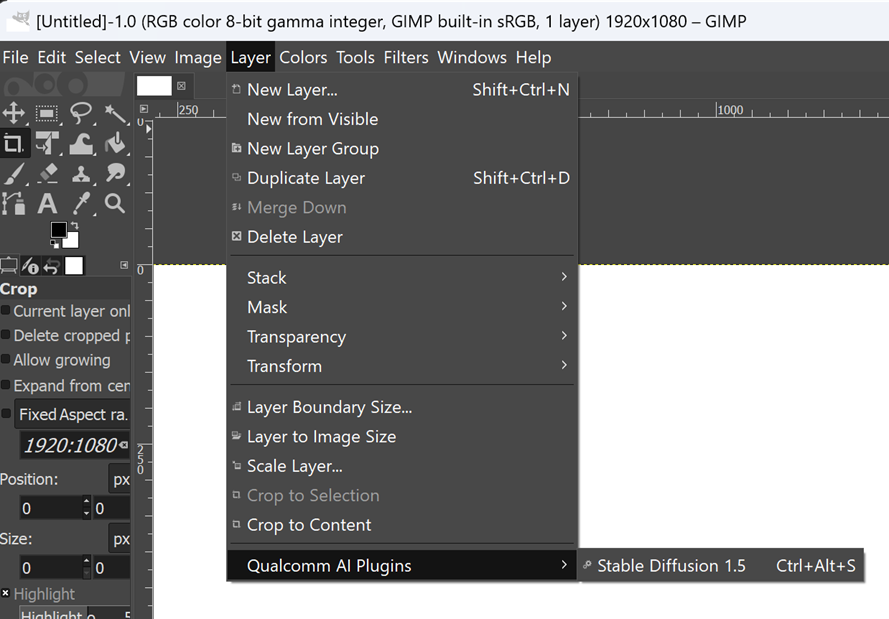 [Untitled]-1.0 (RGB color 8-bit gamma integer, GIMP built-in sRGB, 1 layer) 1920x1080 – GIMP
File Edit Select View Image Layer Colors Tools Filters Windows Help
New Layer... Shift+Ctrl+N
New from Visible
New Layer Group
Duplicate Layer Shift+Ctrl+D
Merge Down
Delete Layer
Stack
Mask
Transparency
Transform
Layer Boundary Size...
Layer to Image Size
Scale Layer...
Crop to Selection
Crop to Content
Qualcomm AI Plugins
Stable Diffusion 1.5 Ctrl+Alt+S
250
1000
0
0
250
Crop
Current layer onl
Delete cropped p
Allow growing
Expand from cen
Fixed Aspect ra.
1920:1080
Position: px
0 0
Size: px
0 0
Highlight
Highlight o